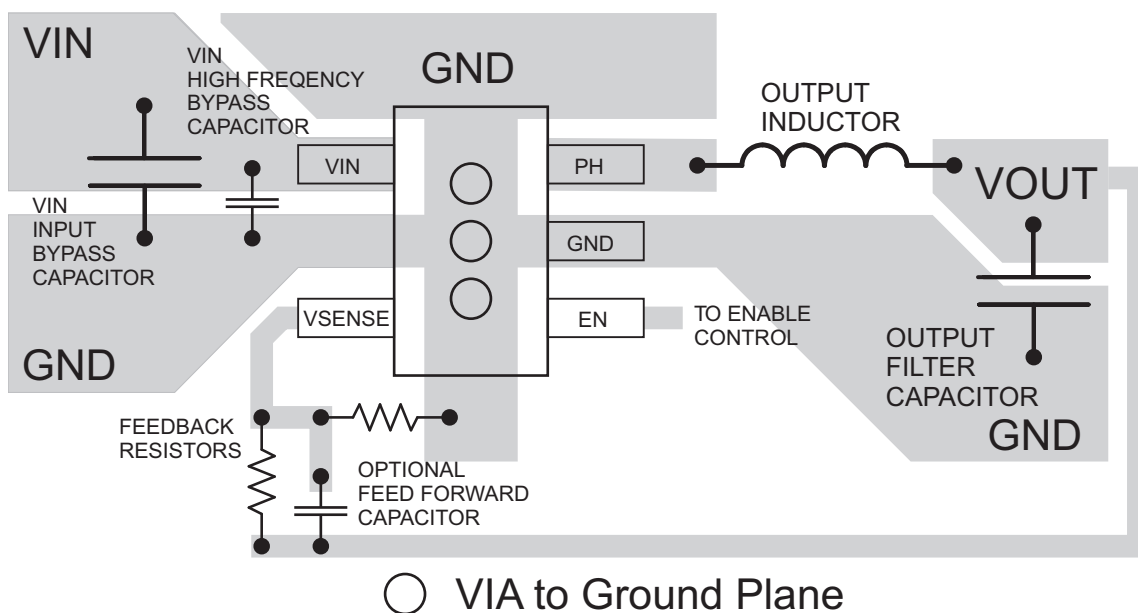 VIN
VIN
HIGH FREQENCY
BYPASS
CAPACITOR
GND
OUTPUT
INDUCTOR
VIN
PH
VOUT
VIN
INPUT
BYPASS
CAPACITOR
GND
VSENSE
EN
TO ENABLE
CONTROL
GND
OUTPUT
FILTER
CAPACITOR
GND
FEEDBACK
RESISTORS
OPTIONAL
FEED FORWARD
CAPACITOR
VIA to Ground Plane